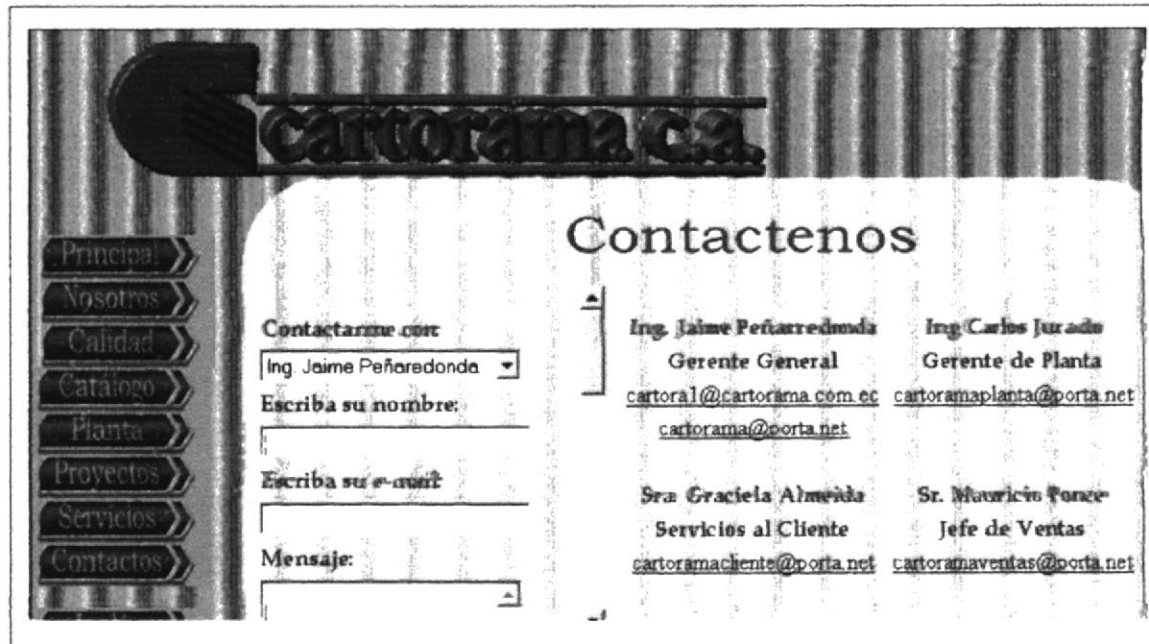 cartorama c.a.
Contactenos
Principal
Nosotros
Calidad
Catálogo
Planta
Proyectos
Servicios
Contactos
Contactarme con:
Ing. Jaime Peñaredonda
Escriba su nombre:
Escriba su e-mail:
Mensaje:
Ing. Jaime Peñarredonda
Gerente General
cartora1@cartorama.com.ec
cartorama@porta.net
Ing Carlos Jurado
Gerente de Planta
cartoramaplanta@porta.net
Sra. Graciela Almeida
Servicios al Cliente
cartoramacliente@porta.net
Sr. Mauricio Ponce
Jefe de Ventas
cartoramaventas@porta.net